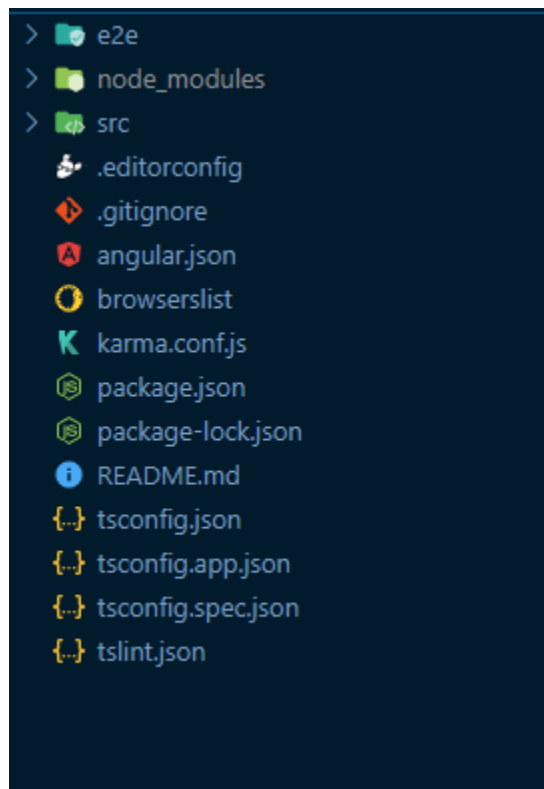 e2e
node_modules
src
.editorconfig
.gitignore
angular.json
browserslist
karma.conf.js
package.json
package-lock.json
README.md
tsconfig.json
tsconfig.app.json
tsconfig.spec.json
tslint.json